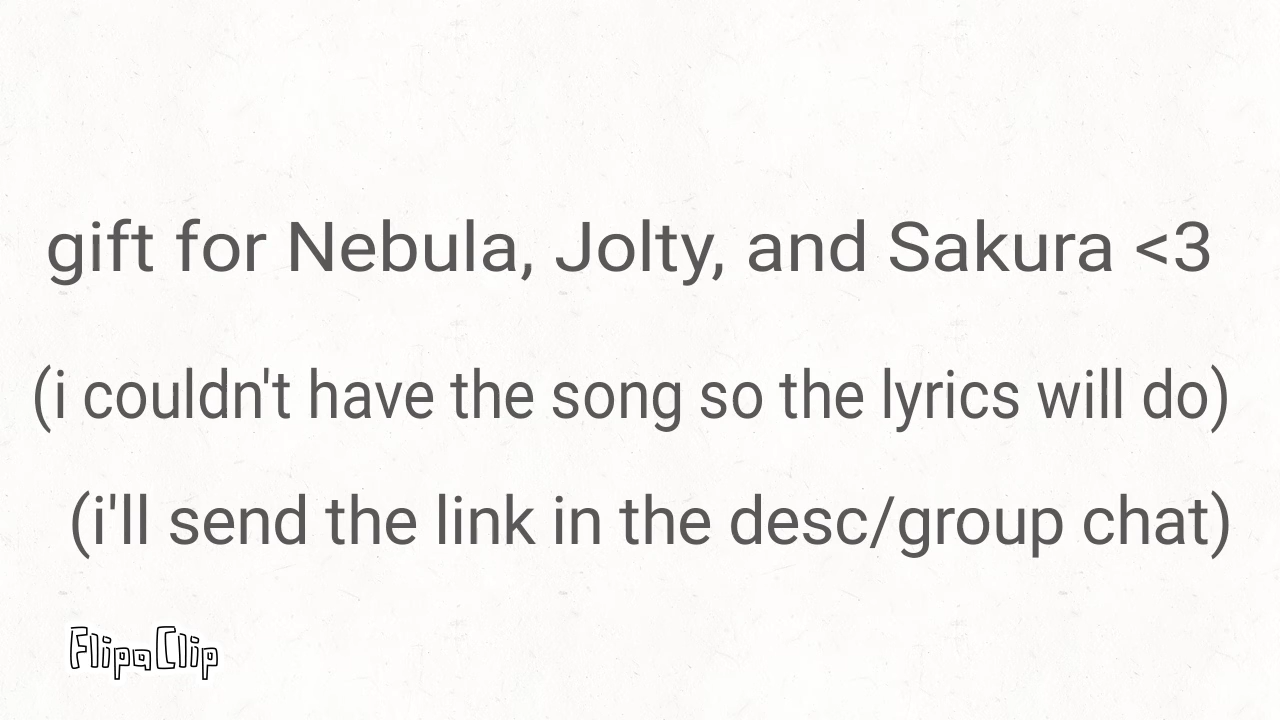 gift for Nebula, Jolty, and Sakura <3
(i couldn't have the song so the lyrics will do)
(i'll send the link in the desc/group chat)
FlipaClip